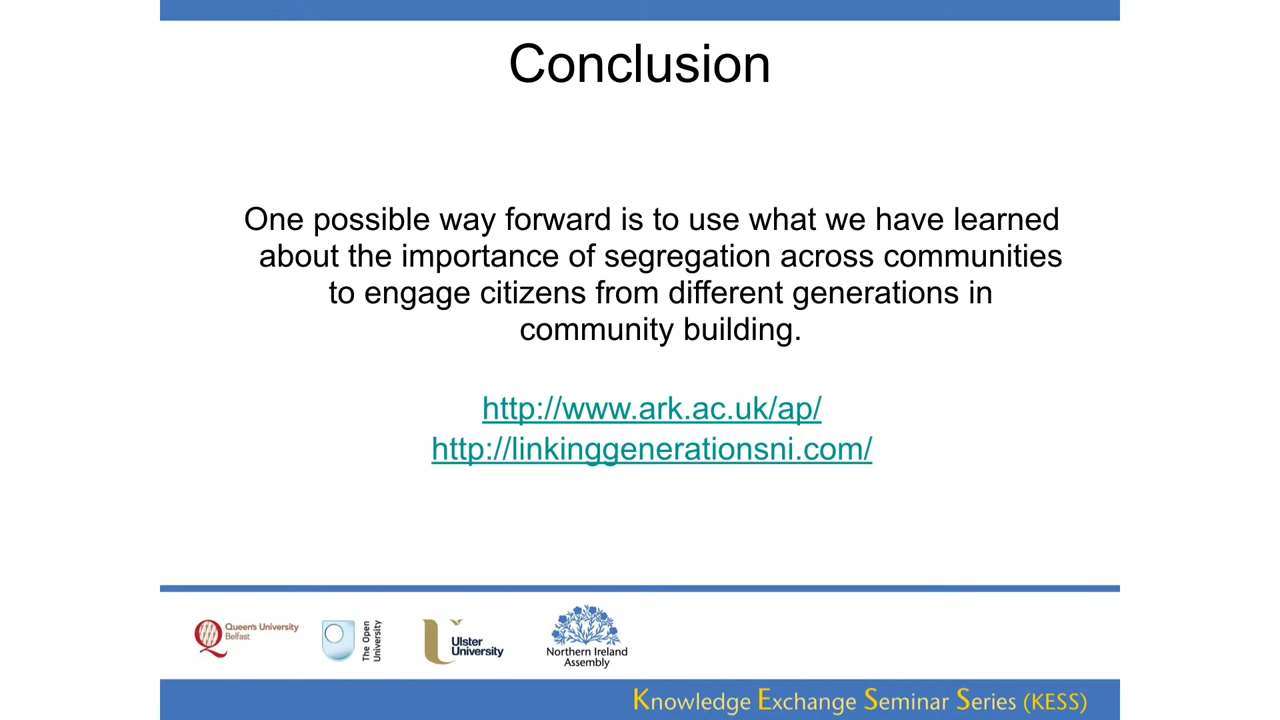 Conclusion
One possible way forward is to use what we have learned
about the importance of segregation across communities
to engage citizens from different generations in
community building.
http://www.ark.ac.uk/ap/
http://linkinggenerationsni.com/
Queen's University
Belfast
The Open
University
Ulster
University
Northern Ireland
Assembly
Knowledge Exchange Seminar Series (KESS)